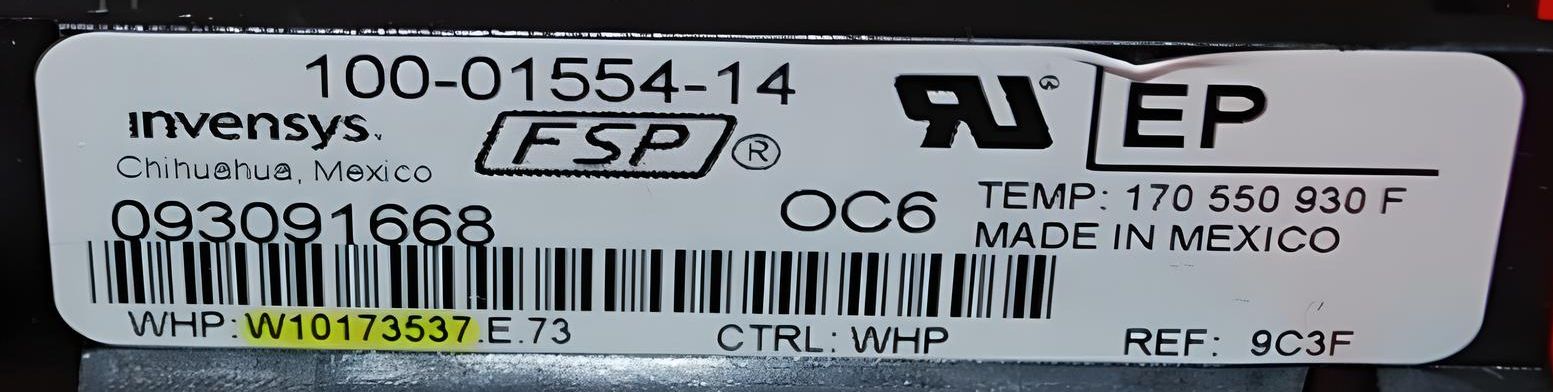 100-01554-14
invensys. FSP ®
Chihuahua, Mexico
EP
093091668
OC6
TEMP: 170 550 930 F
MADE IN MEXICO
WHP: W10173537.E.73 CTRL: WHP REF: 9C3F